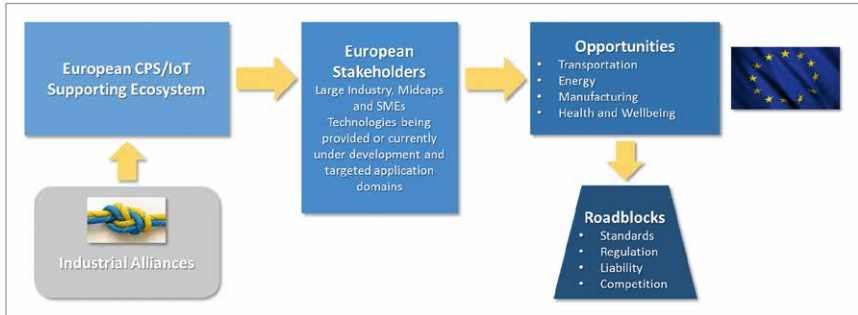 European CPS/IoT
Supporting Ecosystem
European
Stakeholders
Large Industry, Midcaps
and SMEs
Technologies being
provided or currently
under development and
targeted application
domains
Opportunities
• Transportation
• Energy
• Manufacturing
• Health and Wellbeing
Industrial Alliances
Roadblocks
• Standards
• Regulation
• Liability
• Competition